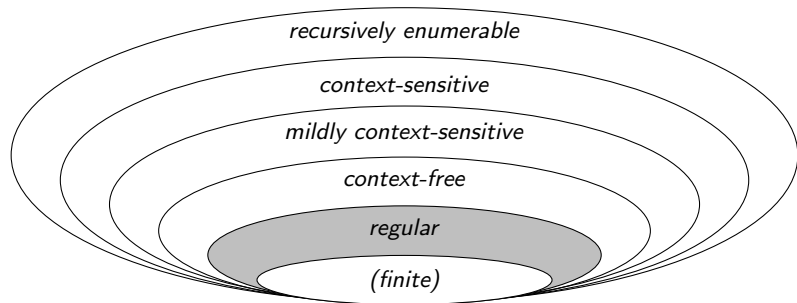 recursively enumerable
context-sensitive
mildly context-sensitive
context-free
regular
(finite)